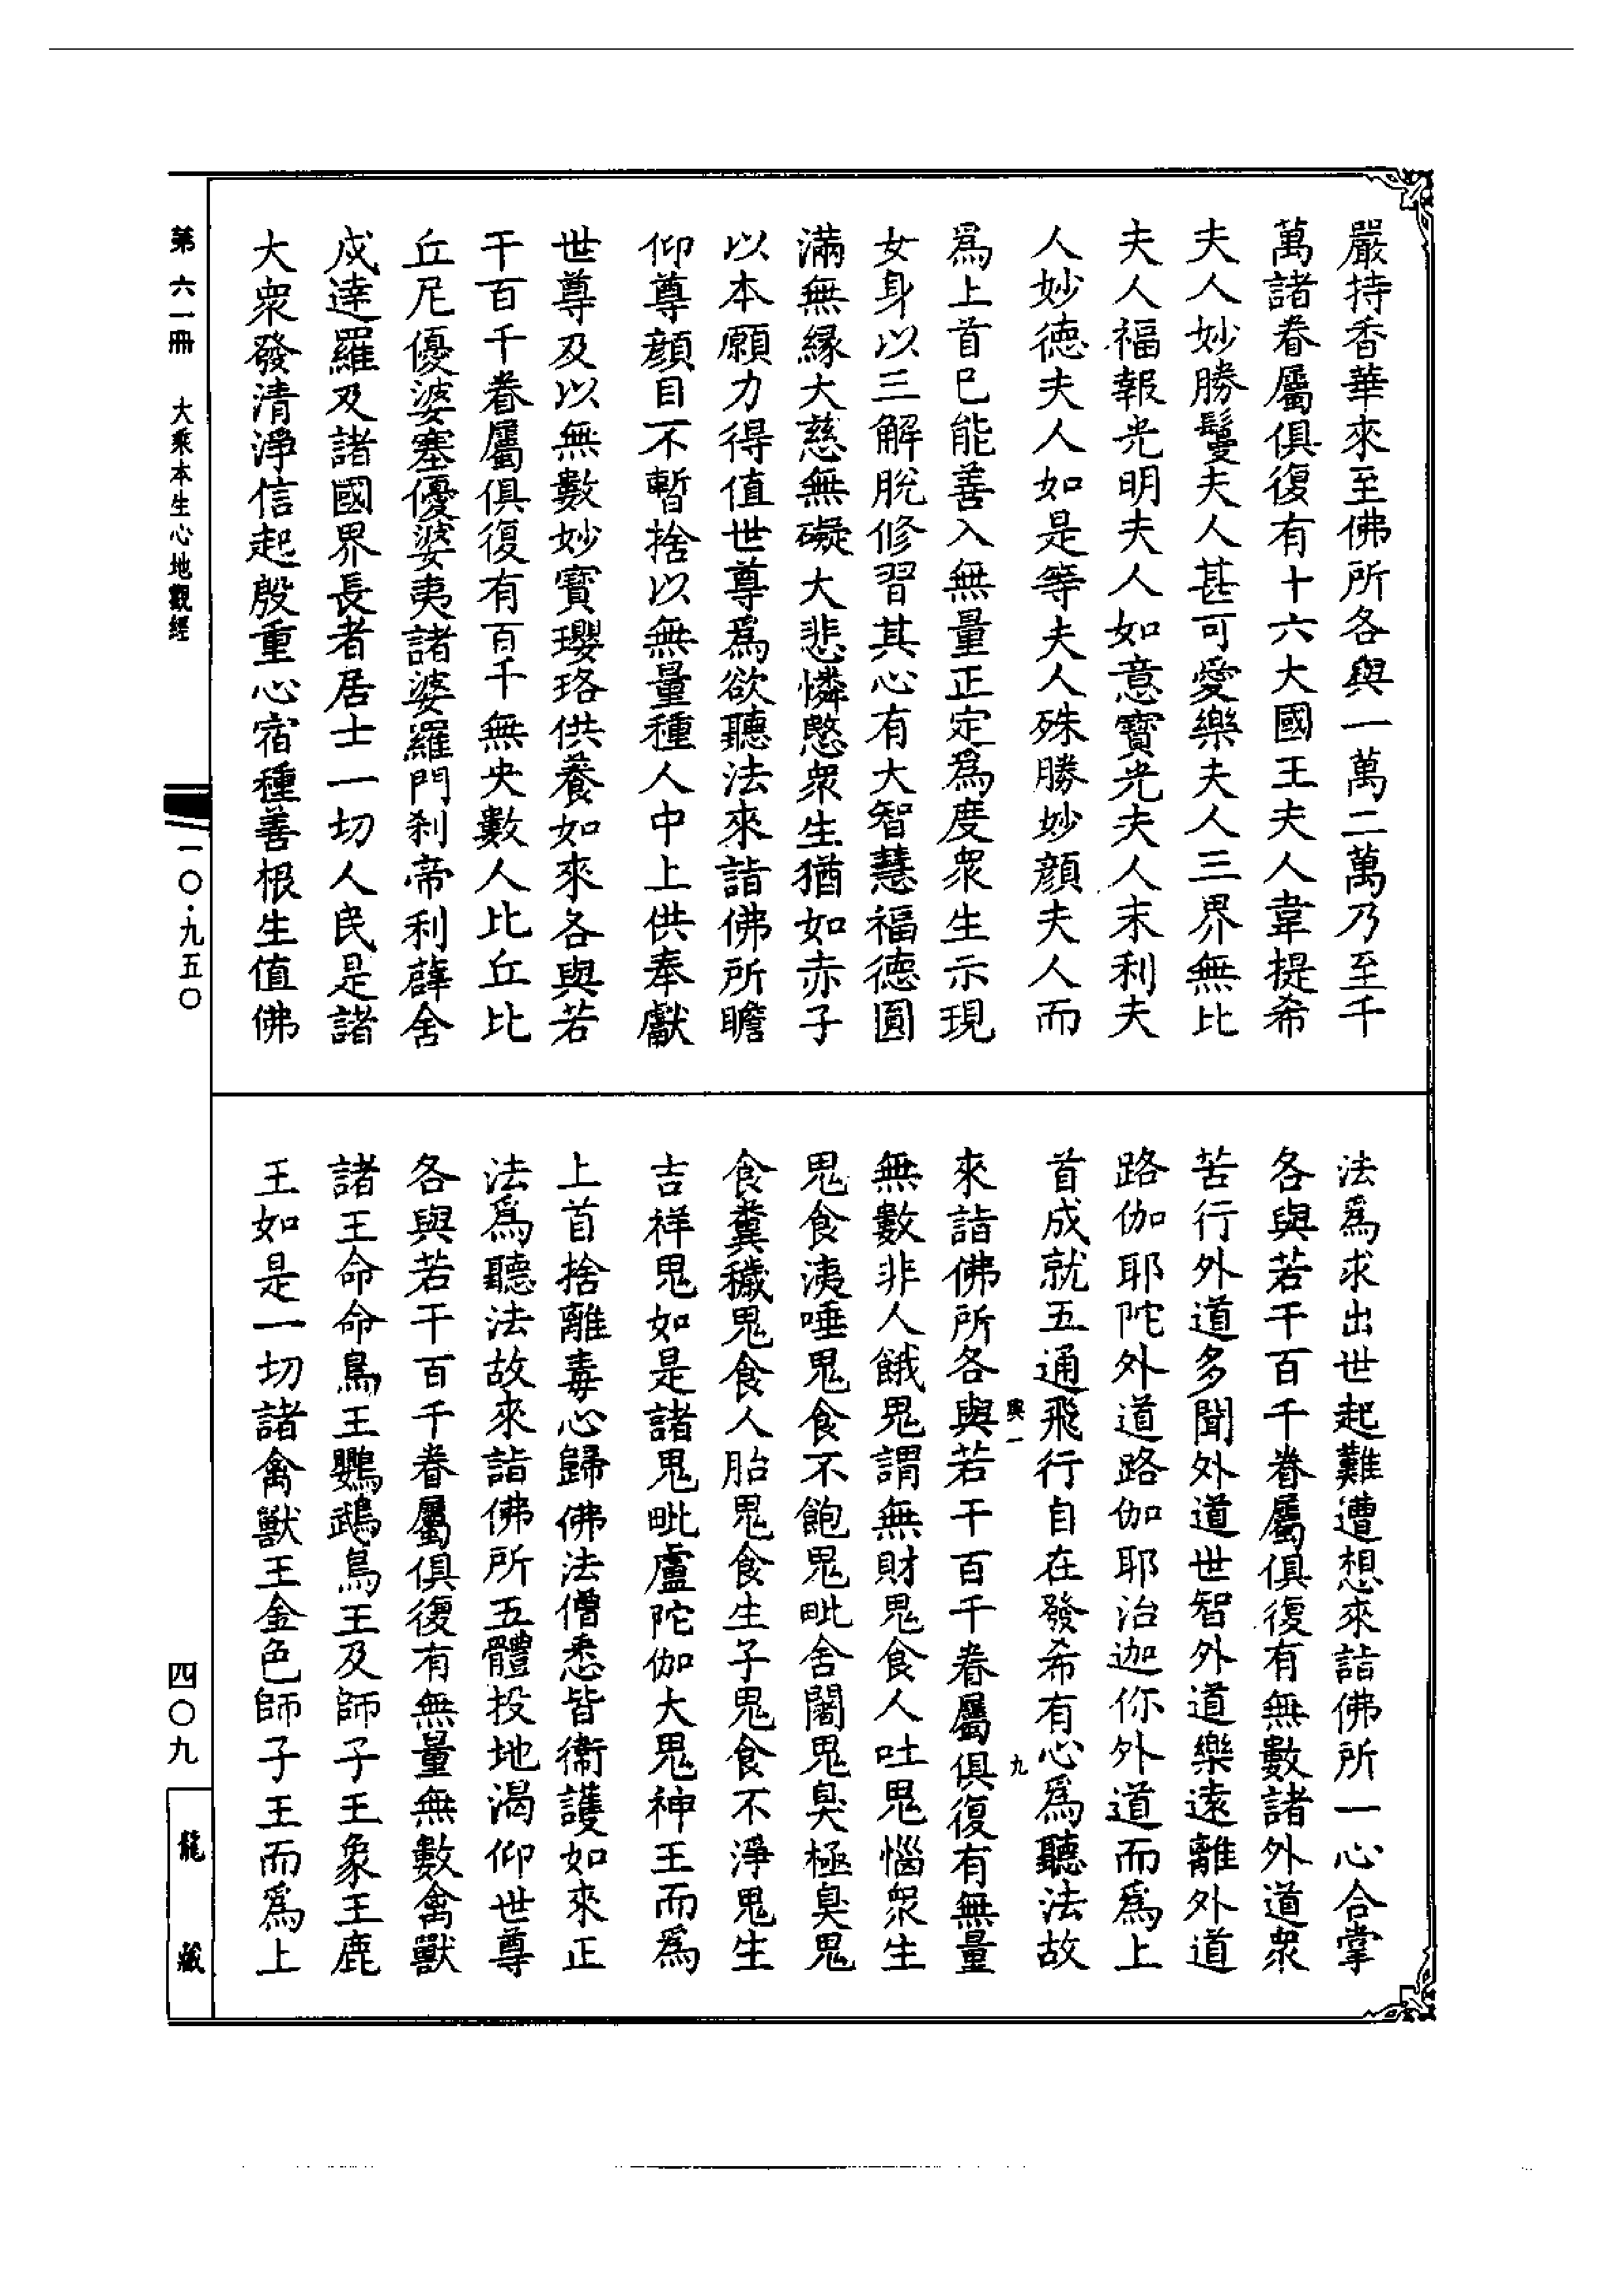 嚴持香華來至佛所各與一萬二萬乃至千
萬諸眷屬俱復有十六大國王夫人韋提希
夫人妙勝鬘夫人甚可愛樂夫人三界無比
夫人福報光明夫人如意寶光夫人末利夫
人妙德夫人如是等夫人殊勝妙顏夫人而
爲上首已能善入無量正定爲度衆生示現
女身以三解脫修習其心有大智慧福德圓
滿無緣大慈無礙大悲憐愍衆生猶如赤子
以本願力得值世尊爲欲聽法來詣佛所瞻
仰尊顏目不暫捨以無量種人中上供奉獻
世尊及以無數妙寶瓔珞供養如來各與若
干百千眷屬俱復有百千無央數人比丘比
丘尼優婆塞優婆夷諸婆羅門刹帝利薜舍
戍達羅及諸國界長者居士一切人民是諸
大衆發清淨信起殷重心宿種善根生值佛
法爲求出世起難遭想來詣佛所一心合掌
各與若干百千眷屬俱復有無數諸外道衆
苦行外道多聞外道世智外道樂遠離外道
路伽耶陀外道路伽耶治迦你外道而爲上
首成就五通飛行自在發希有心爲聽法故
興一 九
來詣佛所各與若干百千眷屬俱復有無量
無數非人餓鬼謂無財鬼食人吐鬼惱衆生
鬼食洟唾鬼食不飽鬼毗舍闍鬼臭極臭鬼
食糞穢鬼食人胎鬼食生子鬼食不淨鬼生
吉祥鬼如是諸鬼毗盧陀伽大鬼神王而爲
上首捨離毒心歸佛法僧悉皆衛護如來正
法爲聽法故來詣佛所五體投地渴仰世尊
各與若干百千眷屬俱復有無量無數禽獸
諸王命命鳥王鸚鵡鳥王及師子王象王鹿
王如是一切諸禽獸王金色師子王而爲上
第六一冊 大乘本生心地觀經
一〇·九五〇
四〇九
龍藏